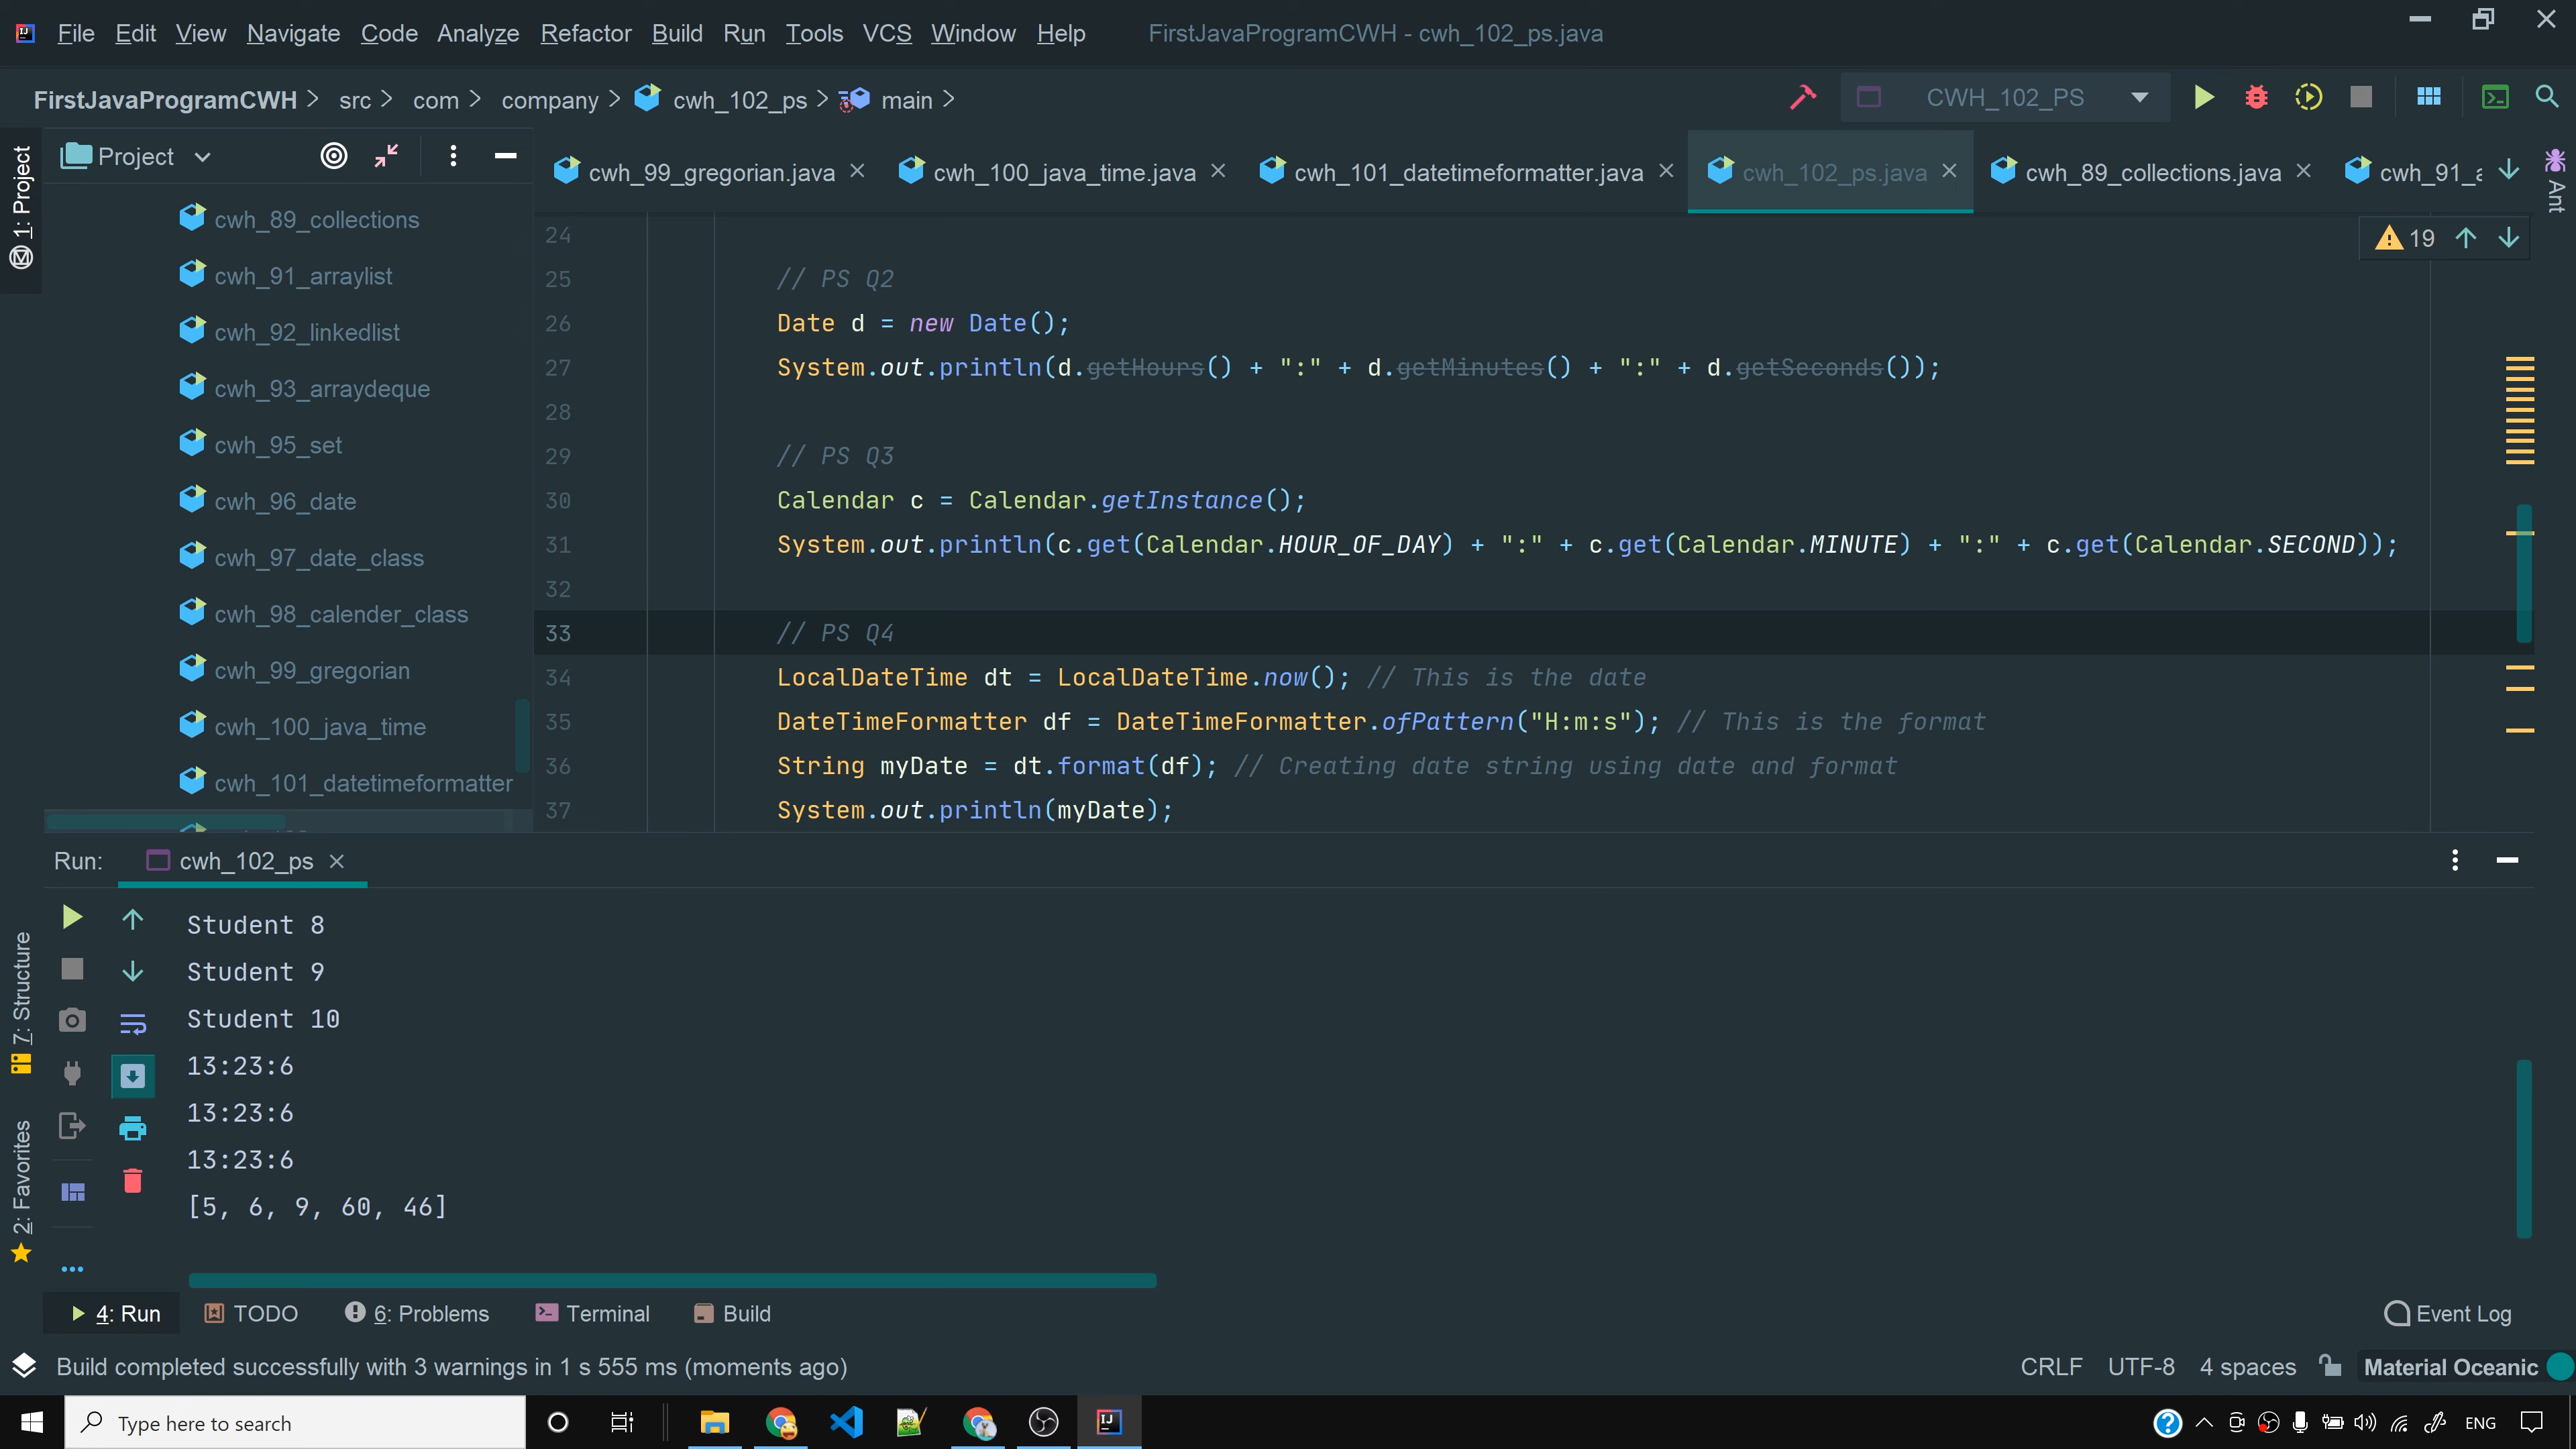 File Edit View Navigate Code Analyze Refactor Build Run Tools VCS Window Help FirstJavaProgramCWH - cwh_102_ps.java
FirstJavaProgramCWH > src > com > company > cwh_102_ps > main >
CWH_102_PS
1: Project
Project
cwh_99_gregorian.java
cwh_100_java_time.java
cwh_101_datetimeformatter.java
cwh_102_ps.java
cwh_89_collections.java
cwh_91_a
Ant
cwh_89_collections
cwh_91_arraylist
cwh_92_linkedlist
cwh_93_arraydeque
cwh_95_set
cwh_96_date
cwh_97_date_class
cwh_98_calender_class
cwh_99_gregorian
cwh_100_java_time
cwh_101_datetimeformatter
19
24
25 // PS Q2
26 Date d = new Date();
27 System.out.println(d.getHours() + ":" + d.getMinutes() + ":" + d.getSeconds());
28
29 // PS Q3
30 Calendar c = Calendar.getInstance();
31 System.out.println(c.get(Calendar.HOUR_OF_DAY) + ":" + c.get(Calendar.MINUTE) + ":" + c.get(Calendar.SECOND));
32
33 // PS Q4
34 LocalDateTime dt = LocalDateTime.now(); // This is the date
35 DateTimeFormatter df = DateTimeFormatter.ofPattern("H:m:s"); // This is the format
36 String myDate = dt.format(df); // Creating date string using date and format
37 System.out.println(myDate);
Run: cwh_102_ps
7: Structure
2: Favorites
Student 8
Student 9
Student 10
13:23:6
13:23:6
13:23:6
[5, 6, 9, 60, 46]
4: Run TODO 6: Problems Terminal Build Event Log
Build completed successfully with 3 warnings in 1 s 555 ms (moments ago) CRLF UTF-8 4 spaces Material Oceanic
Type here to search ENG